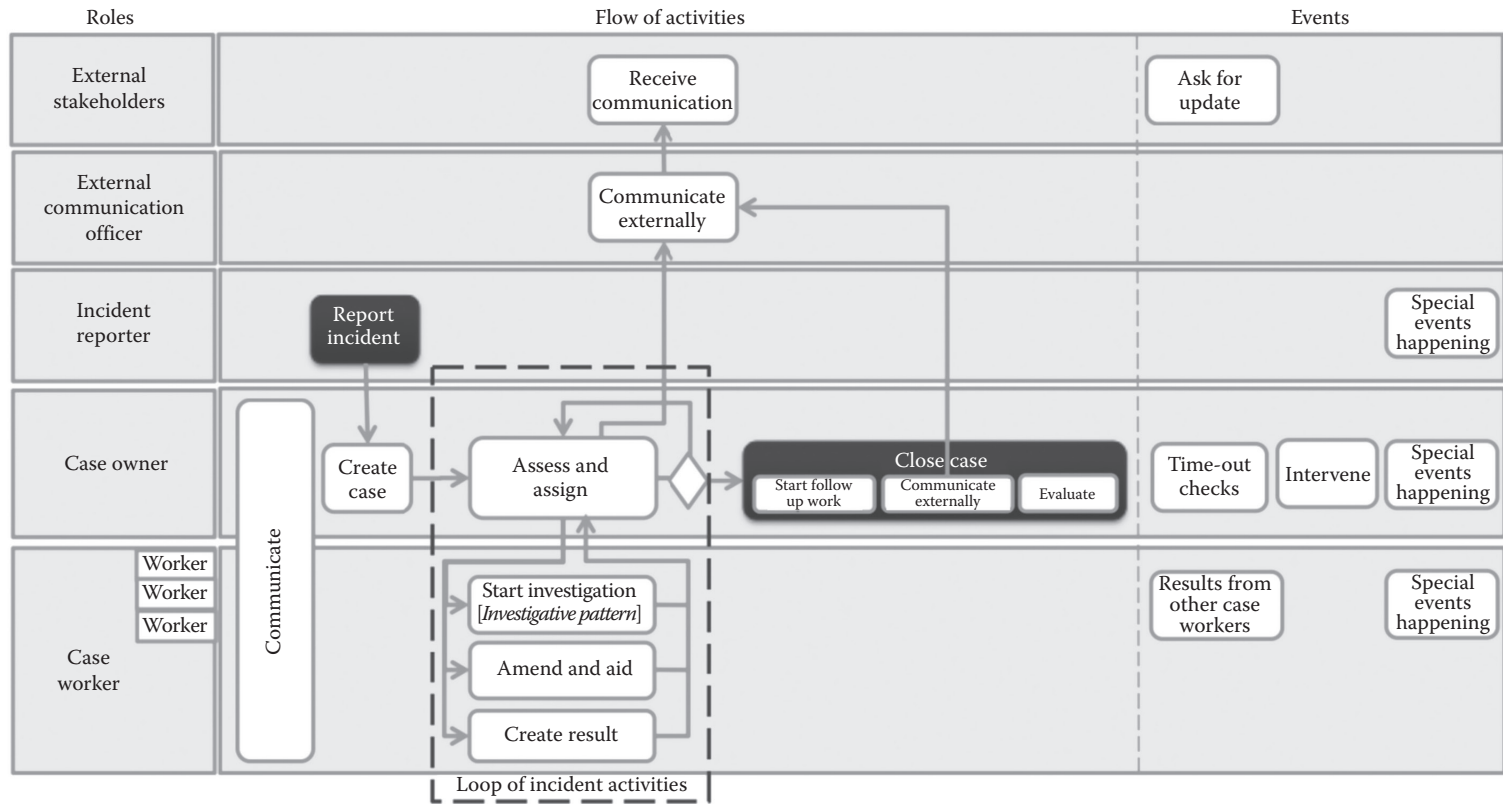 Roles
Flow of activities
Events
External
stakeholders
Receive
communication
Ask for
update
External
communication
officer
Communicate
externally
Incident
reporter
Report
incident
Special
events
happening
Case owner
Communicate
Create
case
Assess and
assign
Close case
Start follow
up work
Communicate
externally
Evaluate
Time-out
checks
Intervene
Special
events
happening
Case
worker
Worker
Worker
Worker
Start investigation
[Investigative pattern]
Amend and aid
Create result
Loop of incident activities
Results from
other case
workers
Special
events
happening